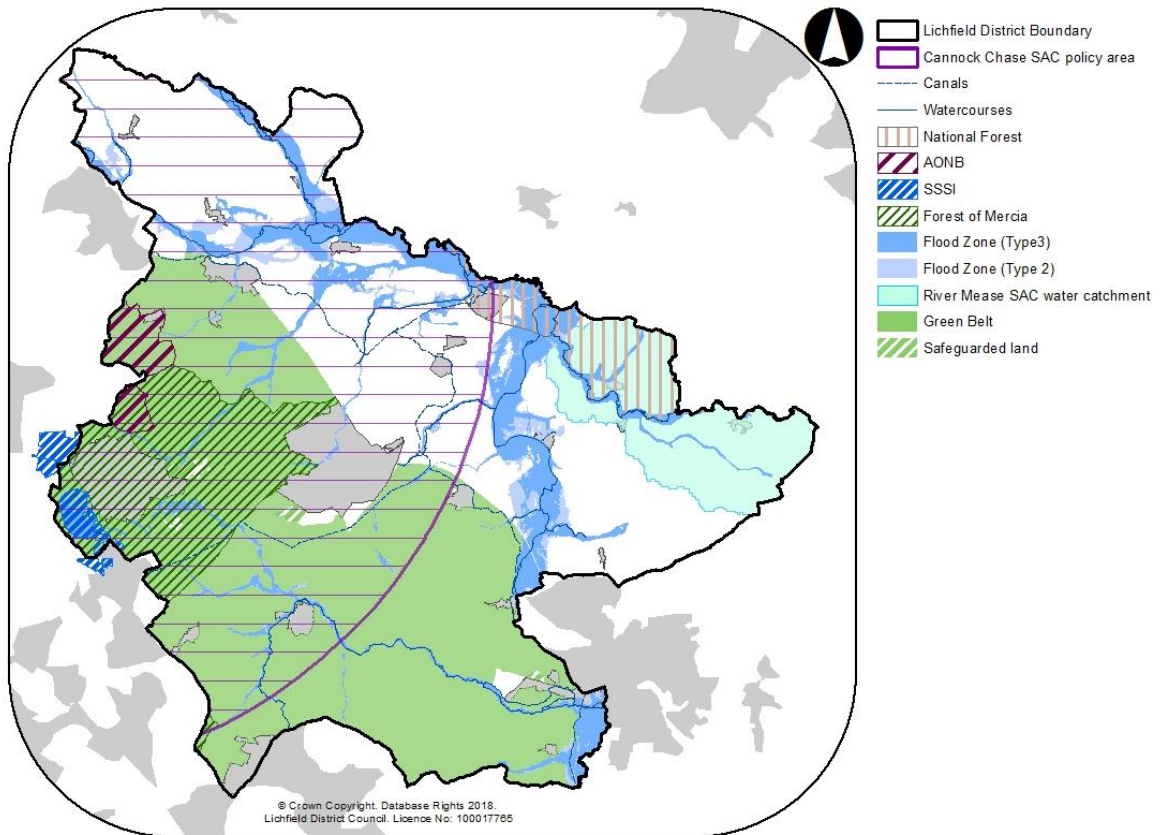 Lichfield District Boundary
Cannock Chase SAC policy area
Canals
Watercourses
National Forest
AONB
SSSI
Forest of Mercia
Flood Zone (Type3)
Flood Zone (Type 2)
River Mease SAC water catchment
Green Belt
Safeguarded land
© Crown Copyright. Database Rights 2018.
Lichfield District Council. Licence No: 100017765